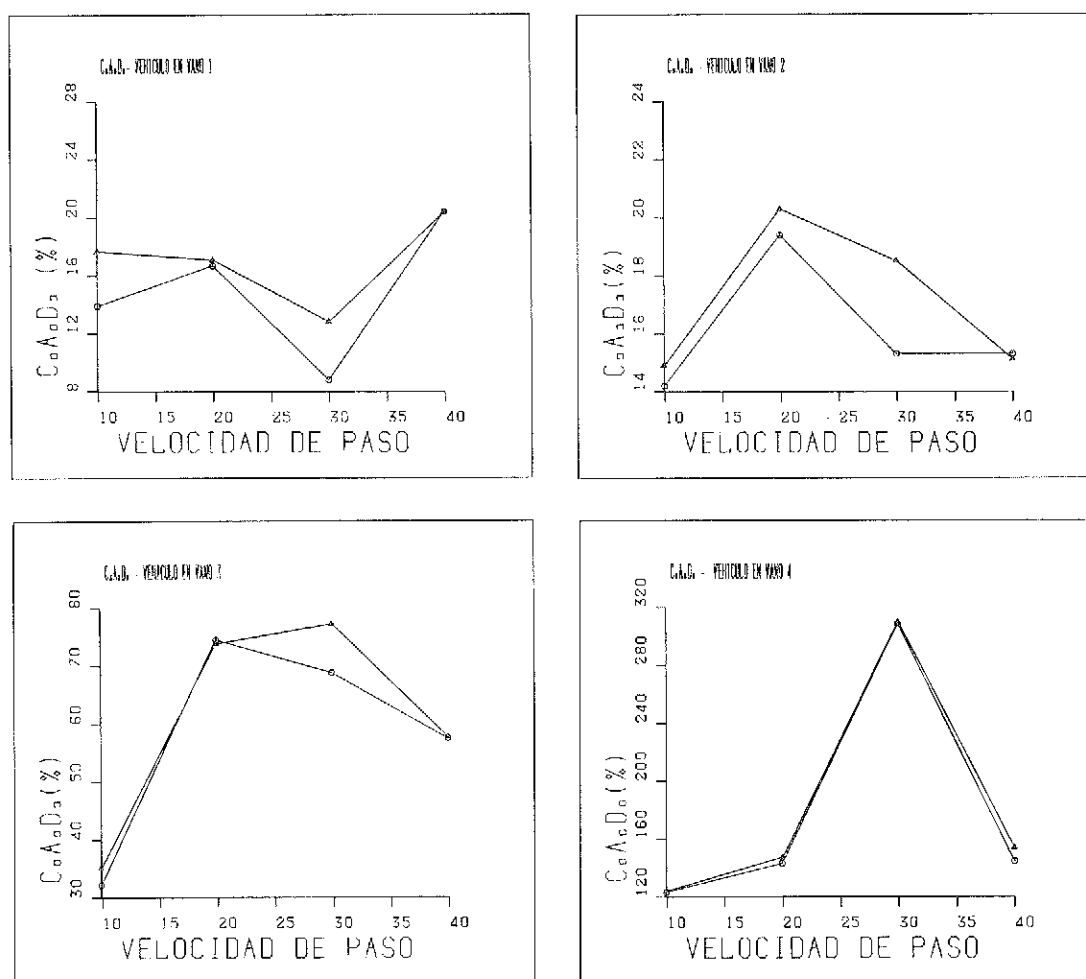 C.A.D. - VEHICULO EN VANO 1
28
24
20
16
12
8
C.A.D. (%)
10 15 20 25 30 35 40
VELOCIDAD DE PASO
C.A.D. - VEHICULO EN VANO 2
24
22
20
18
16
14
C.A.D. (%)
10 15 20 25 30 35 40
VELOCIDAD DE PASO
C.A.D. - VEHICULO EN VANO 3
80
70
60
50
40
30
C.A.D. (%)
10 15 20 25 30 35 40
VELOCIDAD DE PASO
C.A.D. - VEHICULO EN VANO 4
320
280
240
200
160
120
C.A.D. (%)
10 15 20 25 30 35 40
VELOCIDAD DE PASO